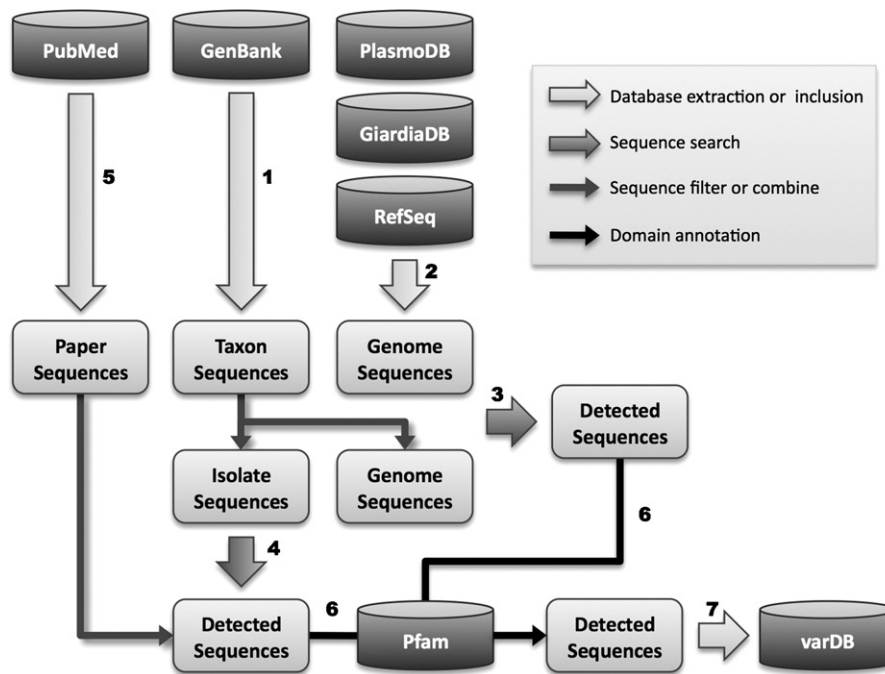 PubMed
GenBank
PlasmoDB
GiardiaDB
RefSeq
Database extraction or inclusion
Sequence search
Sequence filter or combine
Domain annotation
5
1
2
Paper
Sequences
Taxon
Sequences
Genome
Sequences
3
Detected
Sequences
Isolate
Sequences
Genome
Sequences
4
6
Detected
Sequences
6
Pfam
Detected
Sequences
7
varDB